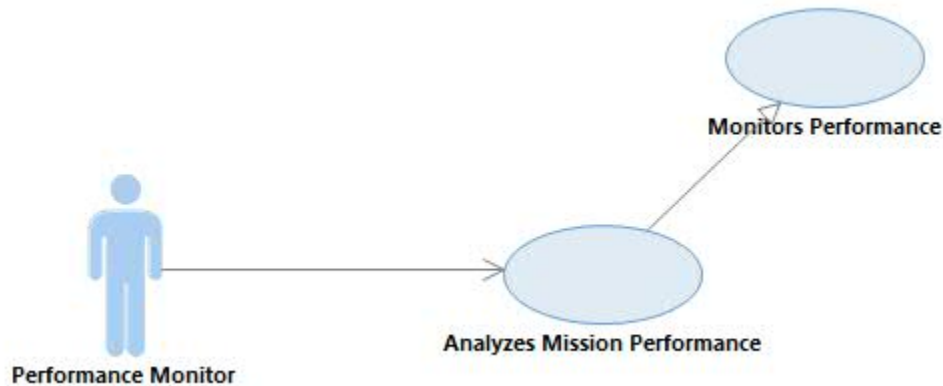 Monitors Performance
Analyzes Mission Performance
Performance Monitor